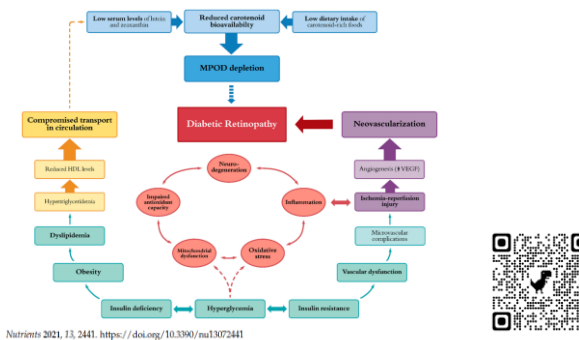 Low serum levels of lutein
and zeaxanthin
Reduced carotenoid
bioavailability
Low dietary intake of
carotenoid-rich foods
MPOD depletion
Compromised transport
in circulation
Diabetic Retinopathy
Neovascularization
Reduced HDL levels
Neuro-
degeneration
Angiogenesis (⬆VEGF)
Hypertriglyceridemia
Impaired
antioxidant
capacity
Inflammation
Ischemia-reperfusion
injury
Dyslipidemia
Mitochondrial
dysfunction
Oxidative
stress
Microvascular
complications
Obesity
Vascular dysfunction
Insulin deficiency
Hyperglycemia
Insulin resistance
Nutrients 2021, 13, 2441. https://doi.org/10.3390/nu13072441